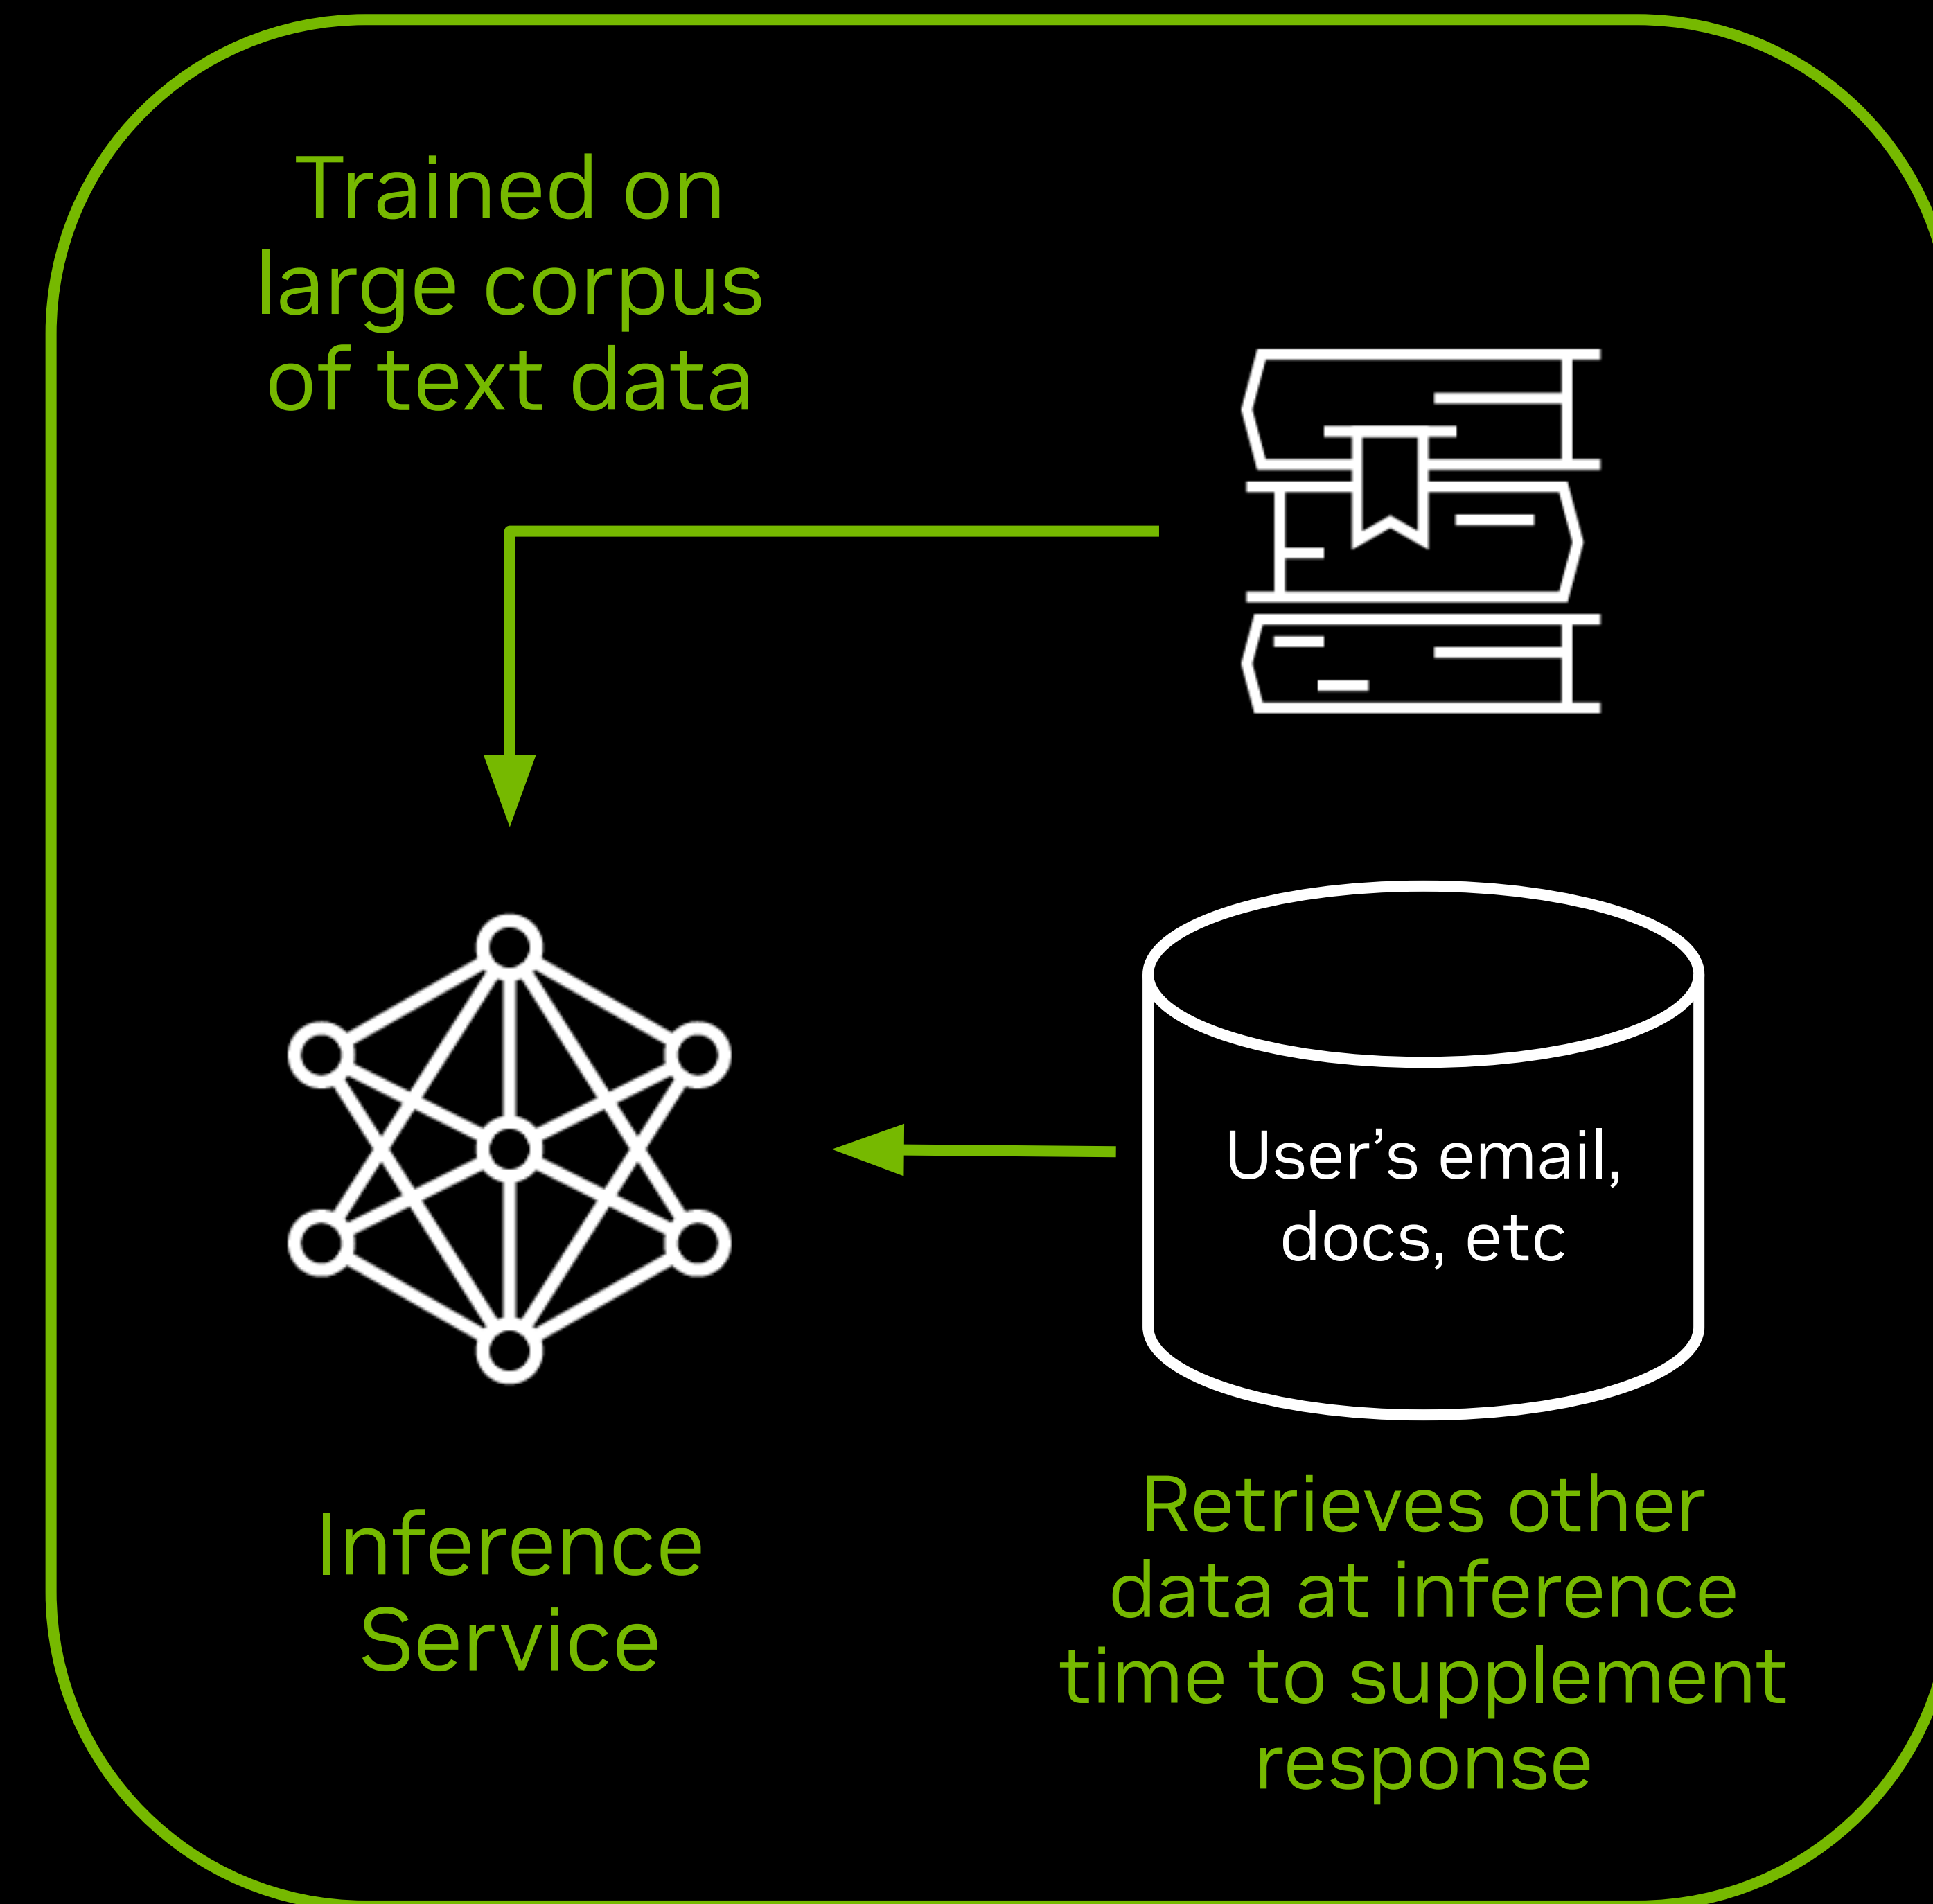 Trained on
large corpus
of text data
User’s email,
docs, etc
Inference
Service
Retrieves other
data at inference
time to supplement
response